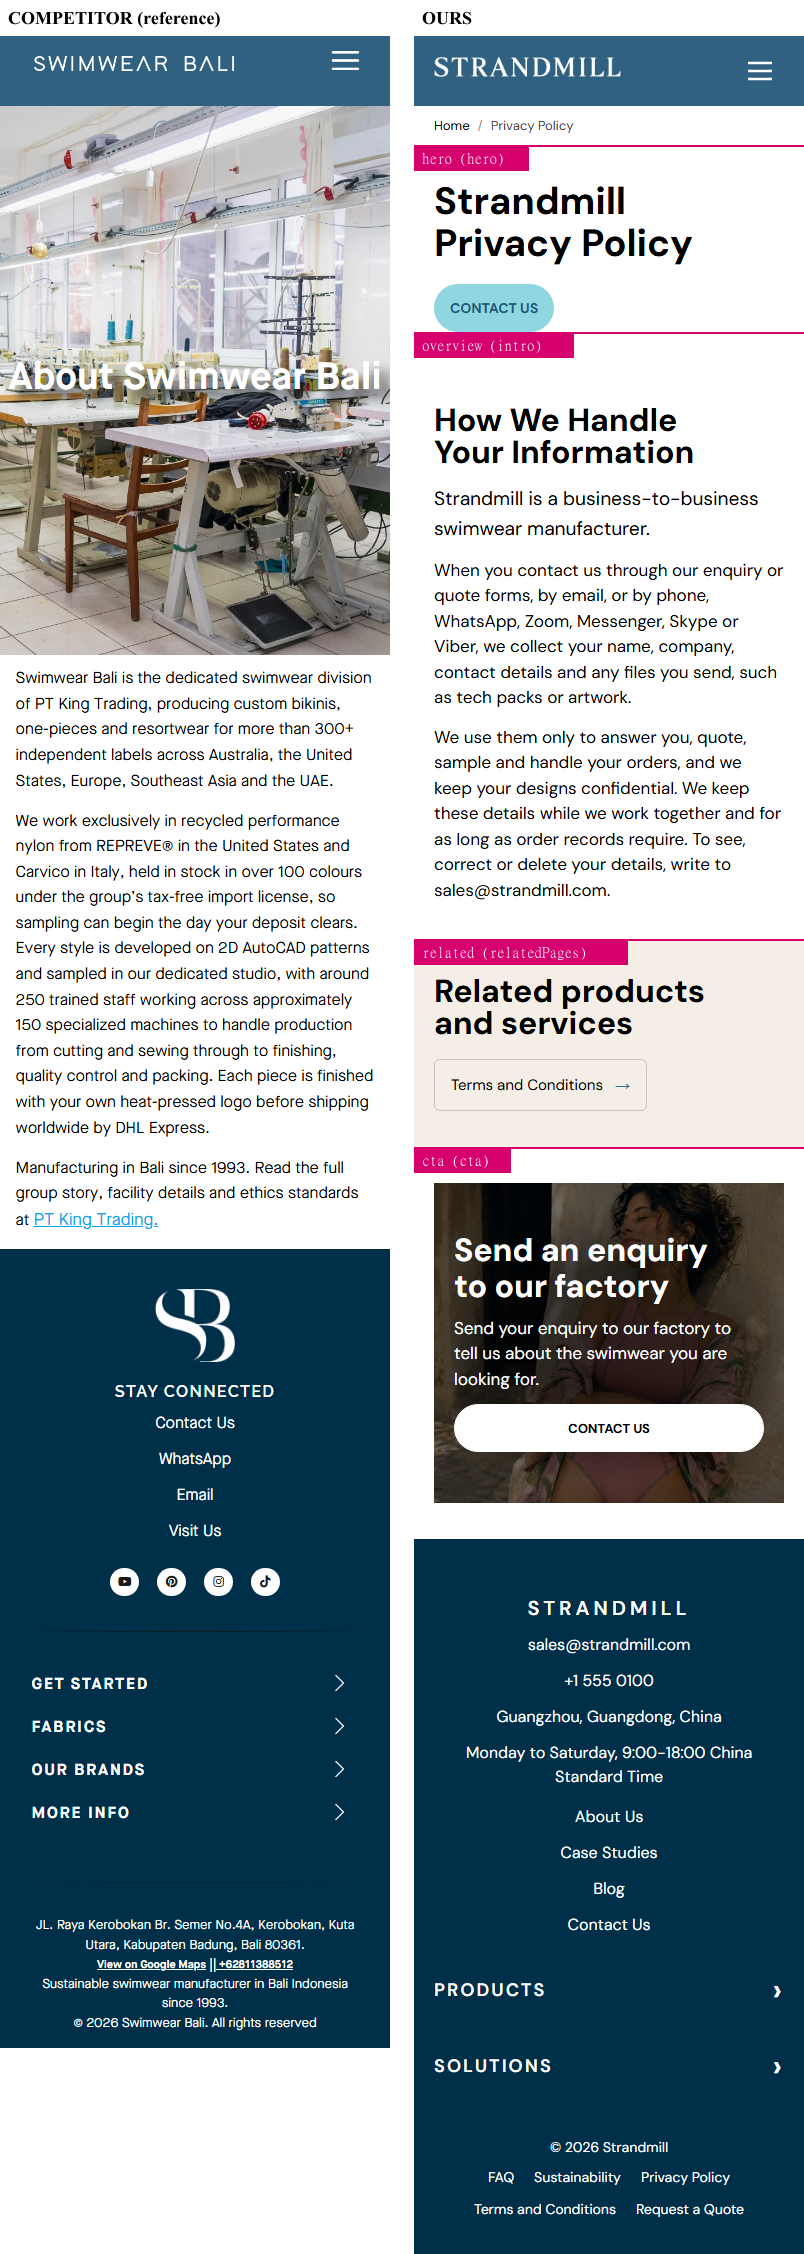 COMPETITOR (reference)
SWIMWEAR BALI
About Swimwear Bali
Swimwear Bali is the dedicated swimwear division
of PT King Trading, producing custom bikinis,
one-pieces and resortwear for more than 300+
independent labels across Australia, the United
States, Europe, Southeast Asia and the UAE.
We work exclusively in recycled performance
nylon from REPREVE® in the United States and
Carvico in Italy, held in stock in over 100 colours
under the group's tax-free import license, so
sampling can begin the day your deposit clears.
Every style is developed on 2D AutoCAD patterns
and sampled in our dedicated studio, with around
250 trained staff working across approximately
150 specialized machines to handle production
from cutting and sewing through to finishing,
quality control and packing. Each piece is finished
with your own heat-pressed logo before shipping
worldwide by DHL Express.
Manufacturing in Bali since 1993. Read the full
group story, facility details and ethics standards
at PT King Trading.
SB
STAY CONNECTED
Contact Us
WhatsApp
Email
Visit Us
GET STARTED
FABRICS
OUR BRANDS
MORE INFO
JL. Raya Kerobokan Br. Semer No.4A, Kerobokan, Kuta
Utara, Kabupaten Badung, Bali 80361.
View on Google Maps || +62811388512
Sustainable swimwear manufacturer in Bali Indonesia
since 1993.
© 2026 Swimwear Bali. All rights reserved
OURS
STRANDMILL
Home / Privacy Policy
hero (hero)
Strandmill
Privacy Policy
CONTACT US
overview (intro)
How We Handle
Your Information
Strandmill is a business-to-business
swimwear manufacturer.
When you contact us through our enquiry or
quote forms, by email, or by phone,
WhatsApp, Zoom, Messenger, Skype or
Viber, we collect your name, company,
contact details and any files you send, such
as tech packs or artwork.
We use them only to answer you, quote,
sample and handle your orders, and we
keep your designs confidential. We keep
these details while we work together and for
as long as order records require. To see,
correct or delete your details, write to
sales@strandmill.com.
related (relatedPages)
Related products
and services
Terms and Conditions →
cta (cta)
Send an enquiry
to our factory
Send your enquiry to our factory to
tell us about the swimwear you are
looking for.
CONTACT US
STRANDMILL
sales@strandmill.com
+1 555 0100
Guangzhou, Guangdong, China
Monday to Saturday, 9:00-18:00 China
Standard Time
About Us
Case Studies
Blog
Contact Us
PRODUCTS
SOLUTIONS
© 2026 Strandmill
FAQ Sustainability Privacy Policy
Terms and Conditions Request a Quote